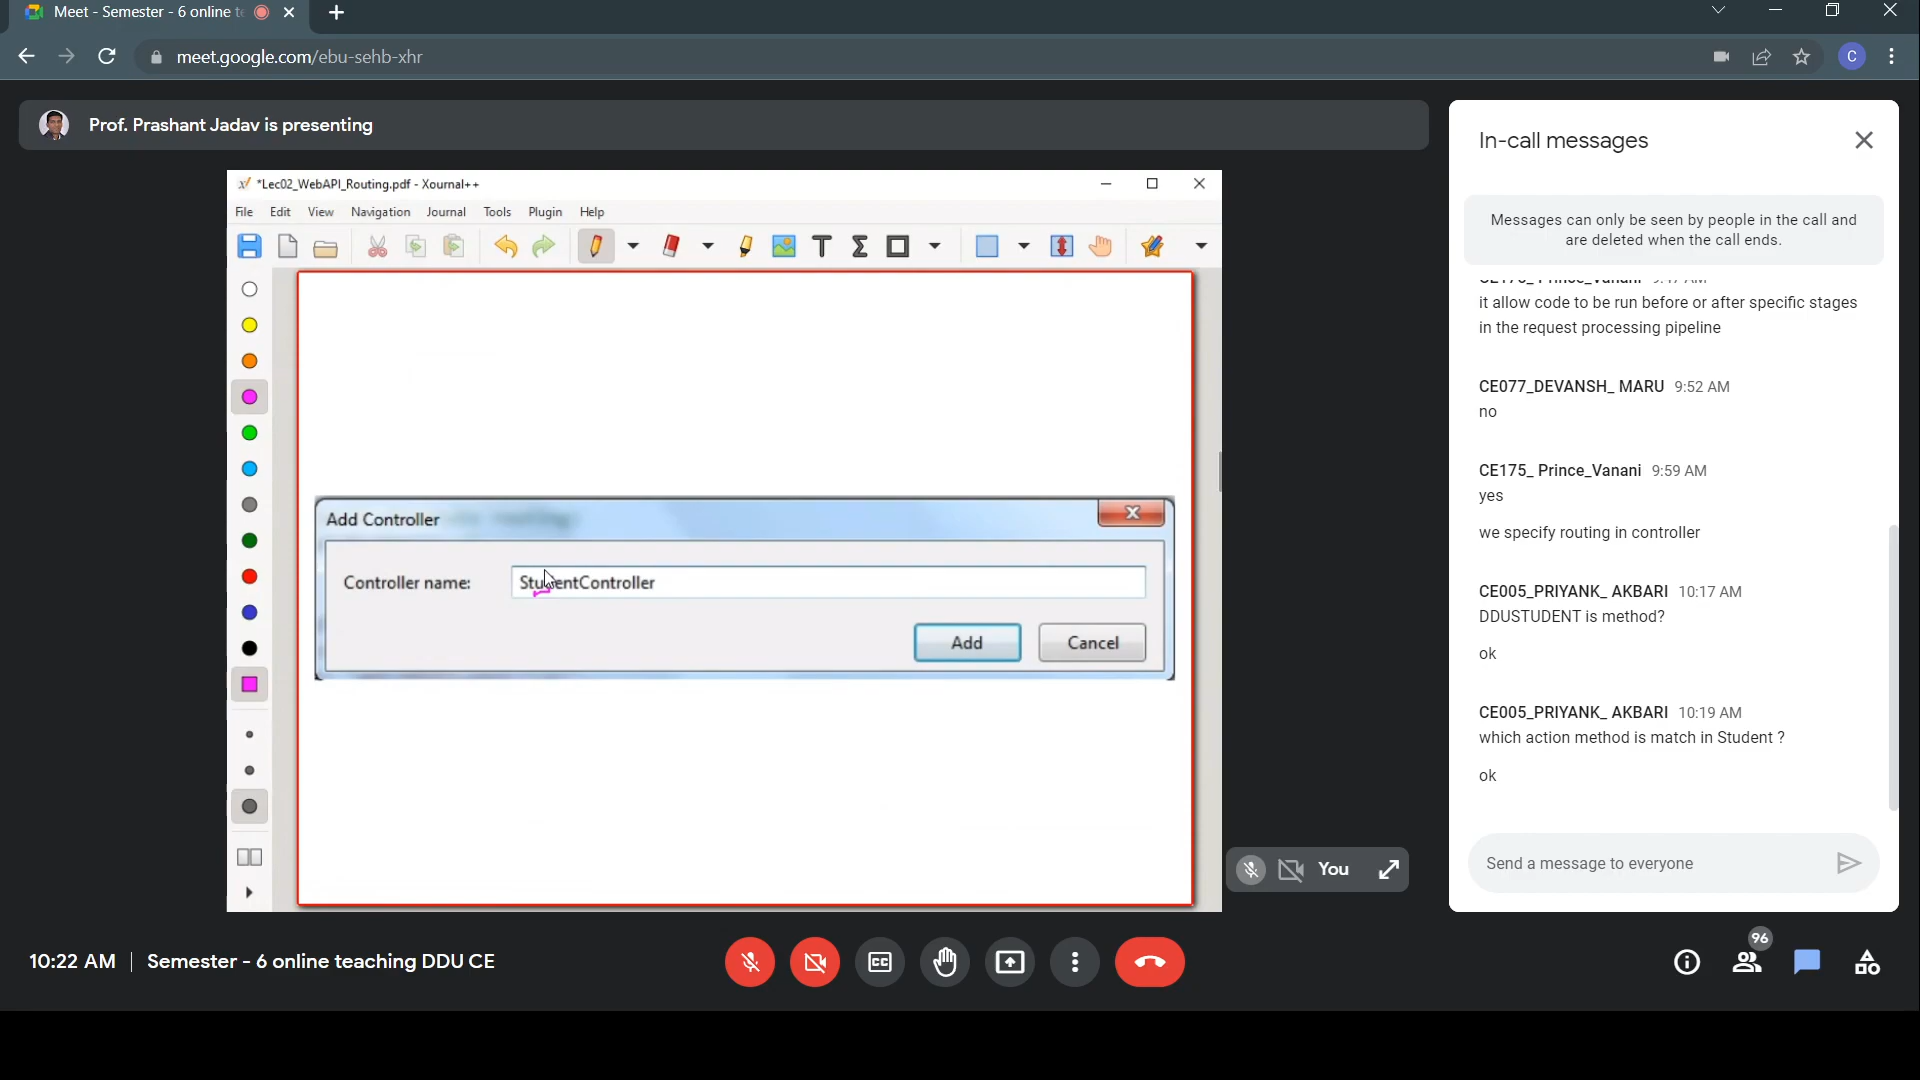 Meet - Semester - 6 online te
meet.google.com/ebu-sehb-xhr
C
Prof. Prashant Jadav is presenting
*Lec02_WebAPI_Routing.pdf - Xournal++
File Edit View Navigation Journal Tools Plugin Help
Add Controller
Controller name: StudentController
Add Cancel
You
In-call messages
Messages can only be seen by people in the call and
are deleted when the call ends.
CE175_ Prince_Vanani 9:47 AM
it allow code to be run before or after specific stages
in the request processing pipeline
CE077_DEVANSH_ MARU 9:52 AM
no
CE175_ Prince_Vanani 9:59 AM
yes
we specify routing in controller
CE005_PRIYANK_ AKBARI 10:17 AM
DDUSTUDENT is method?
ok
CE005_PRIYANK_ AKBARI 10:19 AM
which action method is match in Student ?
ok
Send a message to everyone
10:22 AM | Semester - 6 online teaching DDU CE
96